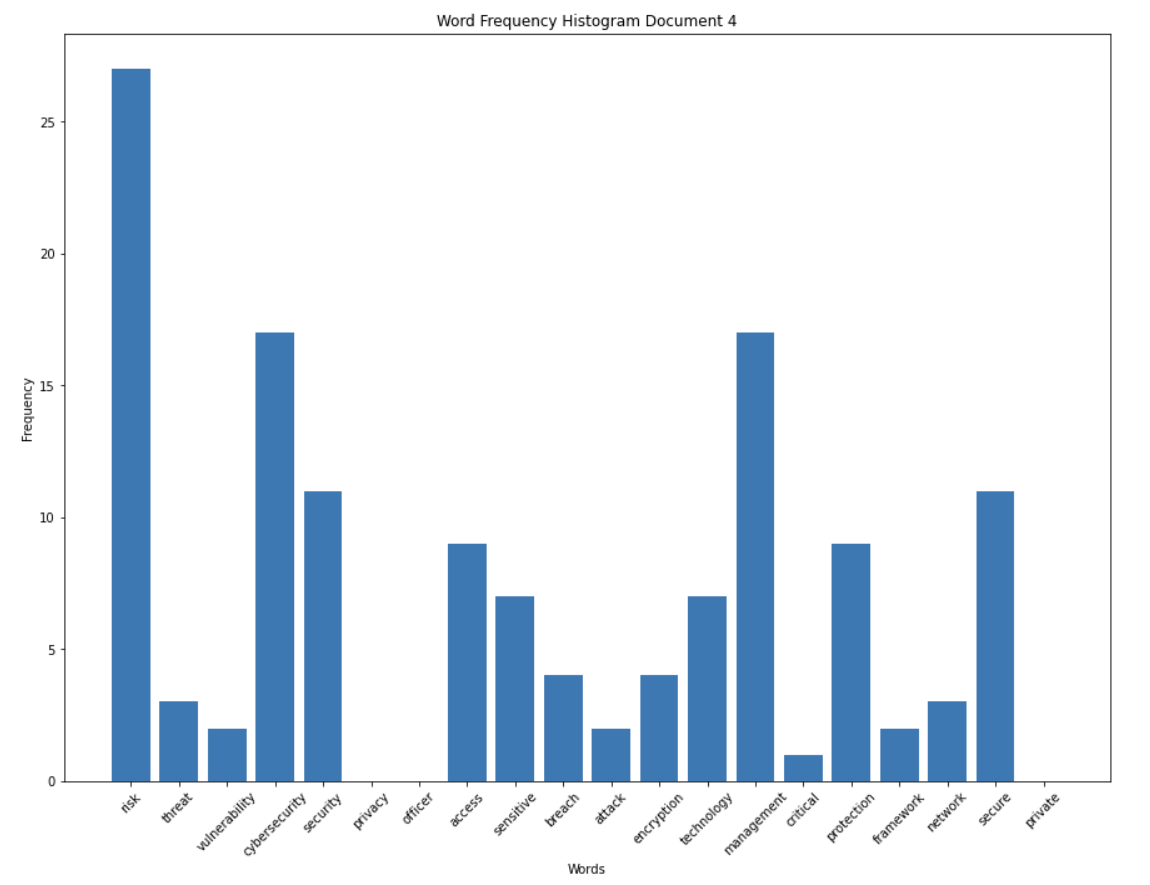 Word Frequency Histogram Document 4
Frequency
25
20
15
10
5
0
risk
threat
vulnerability
cybersecurity
security
privacy
officer
access
sensitive
breach
attack
encryption
technology
management
critical
protection
framework
network
secure
private
Words